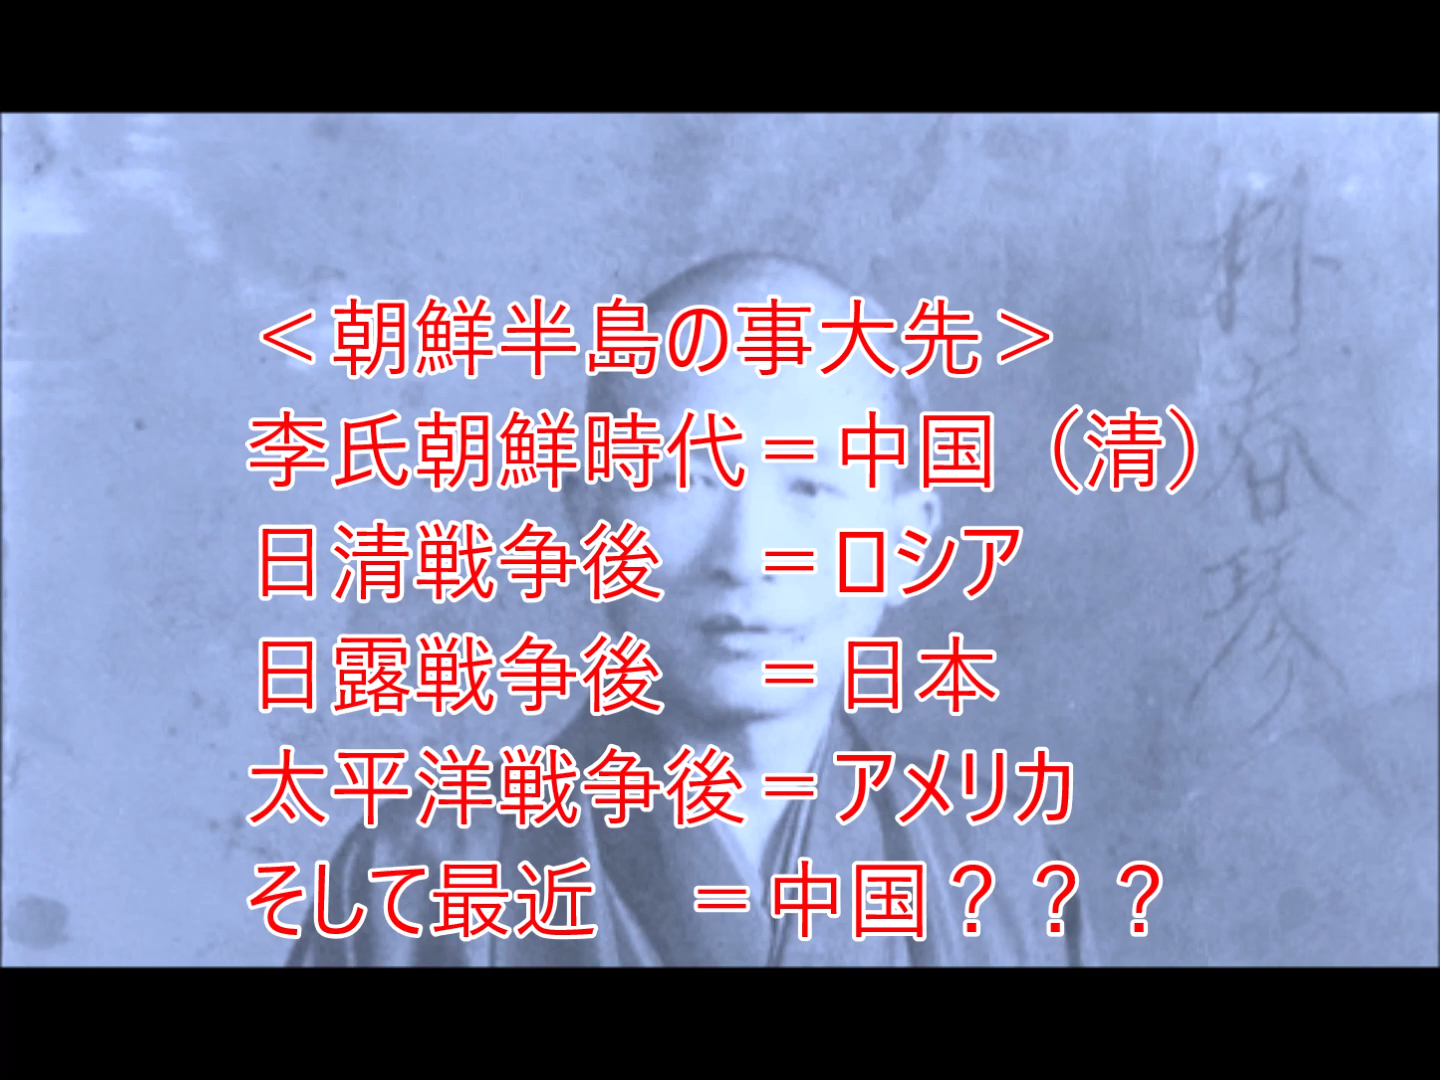 ＜朝鮮半島の事大先＞
李氏朝鮮時代＝中国（清）
日清戦争後　＝ロシア
日露戦争後　＝日本
太平洋戦争後＝アメリカ
そして最近　＝中国？？？